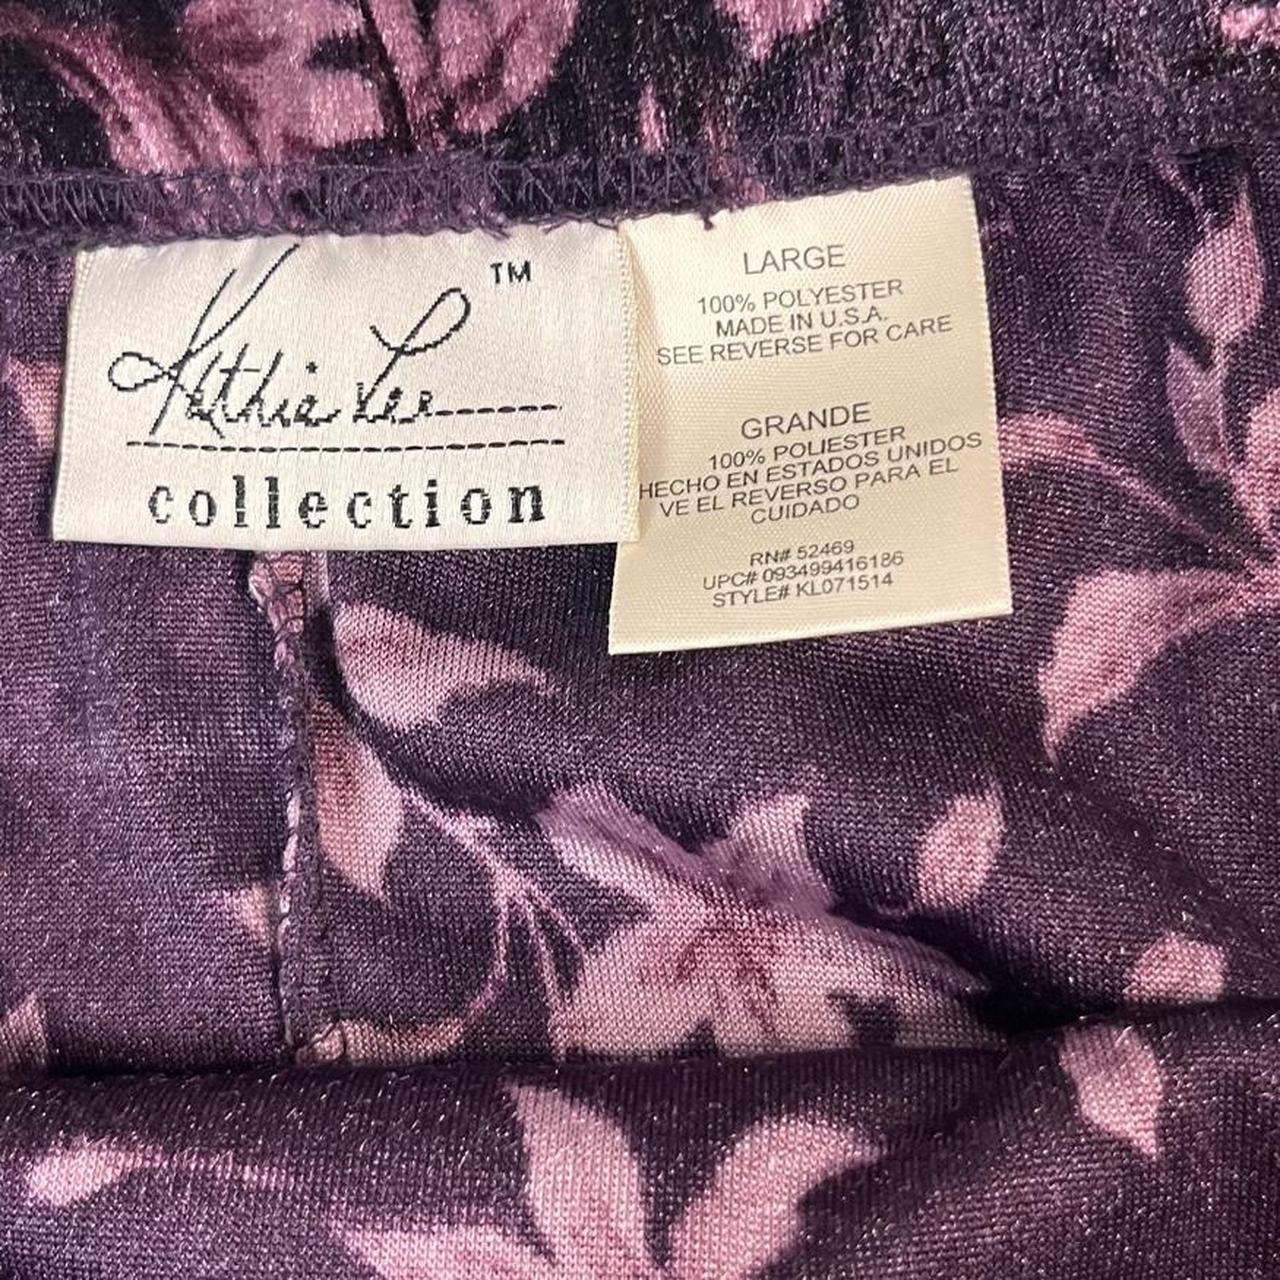 Kathie Lee TM
collection
LARGE
100% POLYESTER
MADE IN U.S.A.
SEE REVERSE FOR CARE
GRANDE
100% POLIESTER
HECHO EN ESTADOS UNIDOS
VE EL REVERSO PARA EL
CUIDADO
RN# 52469
UPC# 093499416186
STYLE# KL071514